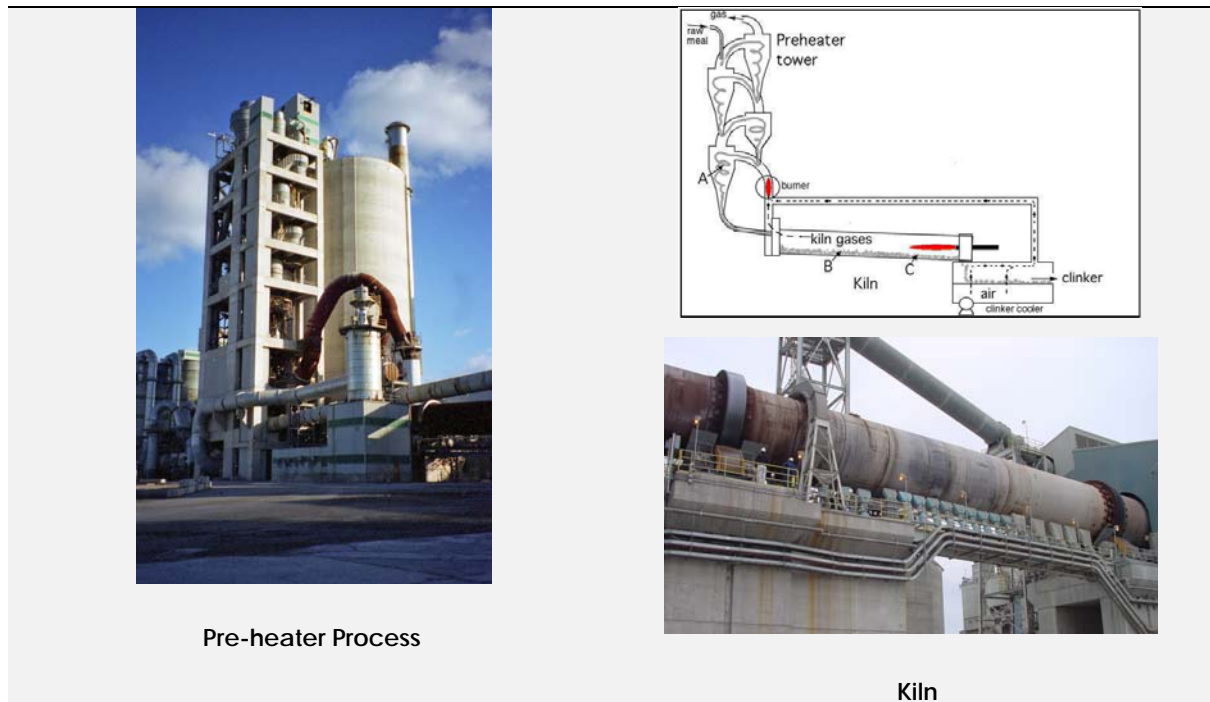 gas
raw
meal
Preheater
tower
A
burner
kiln gases
B
C
Kiln
clinker
air
clinker cooler
Pre-heater Process
Kiln